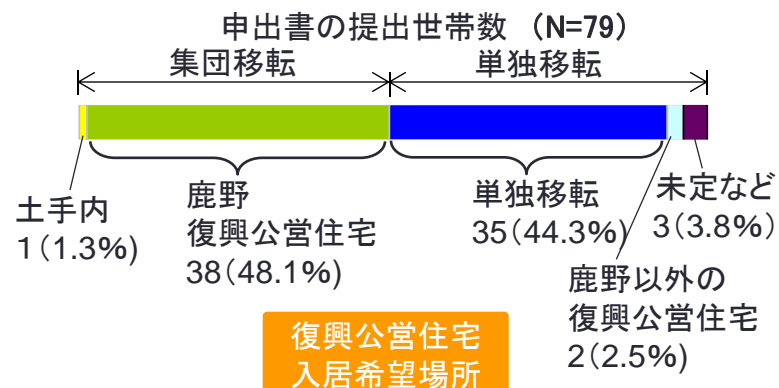 申出書の提出世帯数 （N=79）
集団移転
単独移転
土手内
1（1.3%）
鹿野
復興公営住宅
38（48.1%）
単独移転
35（44.3%）
未定など
3（3.8%）
鹿野以外の
復興公営住宅
2（2.5%）
復興公営住宅
入居希望場所